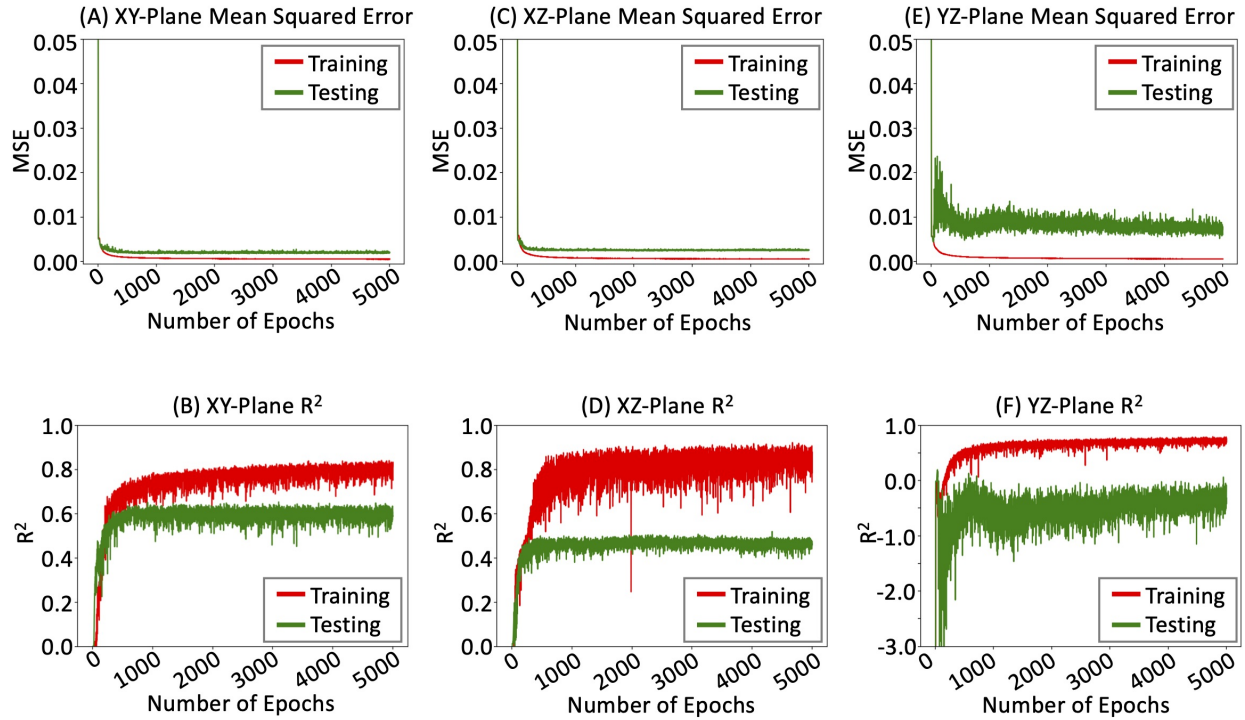 (A) XY-Plane Mean Squared Error
0.05
0.04
0.03
0.02
0.01
0.00
MSE
Training
Testing
0
1000
2000
3000
4000
5000
Number of Epochs
(C) XZ-Plane Mean Squared Error
0.05
0.04
0.03
0.02
0.01
0.00
MSE
Training
Testing
0
1000
2000
3000
4000
5000
Number of Epochs
(E) YZ-Plane Mean Squared Error
0.05
0.04
0.03
0.02
0.01
0.00
MSE
Training
Testing
0
1000
2000
3000
4000
5000
Number of Epochs
(B) XY-Plane R²
1.0
0.8
0.6
0.4
0.2
0.0
R²
Training
Testing
0
1000
2000
3000
4000
5000
Number of Epochs
(D) XZ-Plane R²
1.0
0.8
0.6
0.4
0.2
0.0
R²
Training
Testing
0
1000
2000
3000
4000
5000
Number of Epochs
(F) YZ-Plane R²
1.0
0.0
-1.0
-2.0
-3.0
R²
Training
Testing
0
1000
2000
3000
4000
5000
Number of Epochs